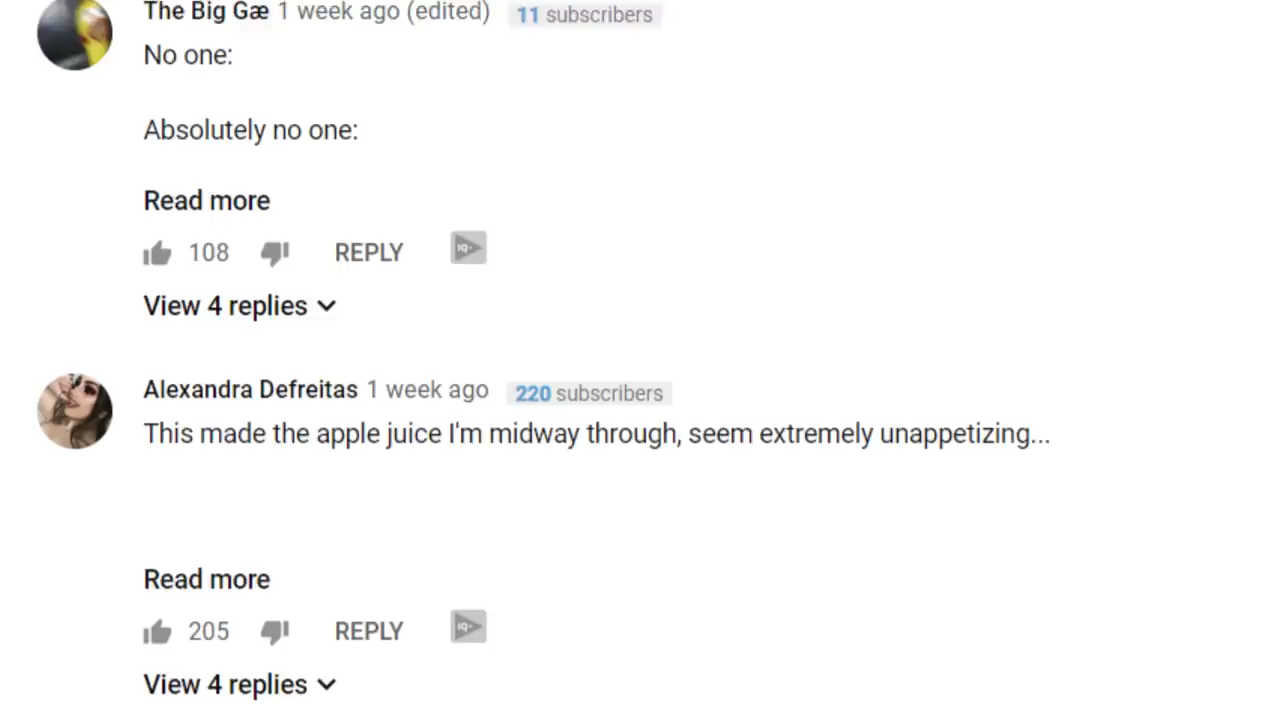 The Big Gæ 1 week ago (edited) 11 subscribers
No one:
Absolutely no one:
Read more
108 REPLY IQ
View 4 replies
Alexandra Defreitas 1 week ago 220 subscribers
This made the apple juice I'm midway through, seem extremely unappetizing...
Read more
205 REPLY IQ
View 4 replies